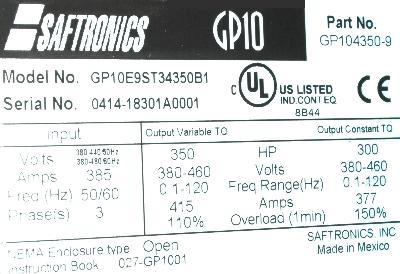 SAFTRONICS GP10 Part No.
GP104350-9
Model No. GP10E9ST34350B1
Serial No. 0414-18301A0001
C UL US LISTED CE
IND.CONT.EQ
8B44
input Output Variable TQ Output Constant TQ
Volts 380-440 50Hz 350 HP 300
380-480 60Hz
Amps 385 380-460 Volts 380-460
Freq (Hz) 50/60 0.1-120 Freq Range(Hz) 0.1-120
Phase(s) 3 415 Amps 377
110% Overload (1min) 150%
NEMA Enclosure type Open SAFTRONICS, INC
Instruction Book 027-GP1001 Made in Mexico